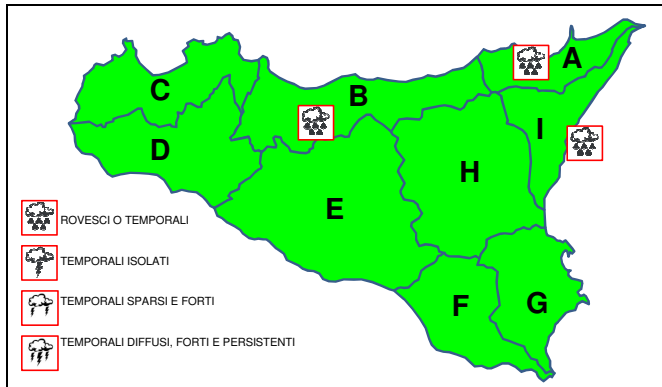 A
C
B
I
D
H
E
ROVESCI O TEMPORALI
TEMPORALI ISOLATI
TEMPORALI SPARSI E FORTI
F
G
TEMPORALI DIFFUSI, FORTI E PERSISTENTI